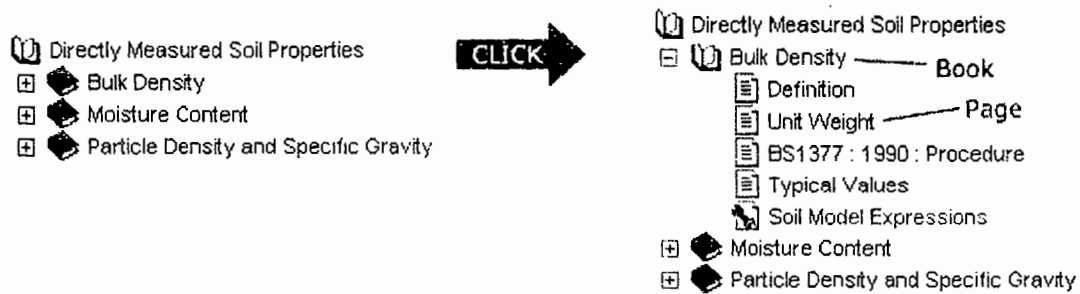 Directly Measured Soil Properties
Bulk Density
Moisture Content
Particle Density and Specific Gravity
CLICK
Directly Measured Soil Properties
Bulk Density Book
Definition
Unit Weight Page
BS1377 : 1990 : Procedure
Typical Values
Soil Model Expressions
Moisture Content
Particle Density and Specific Gravity